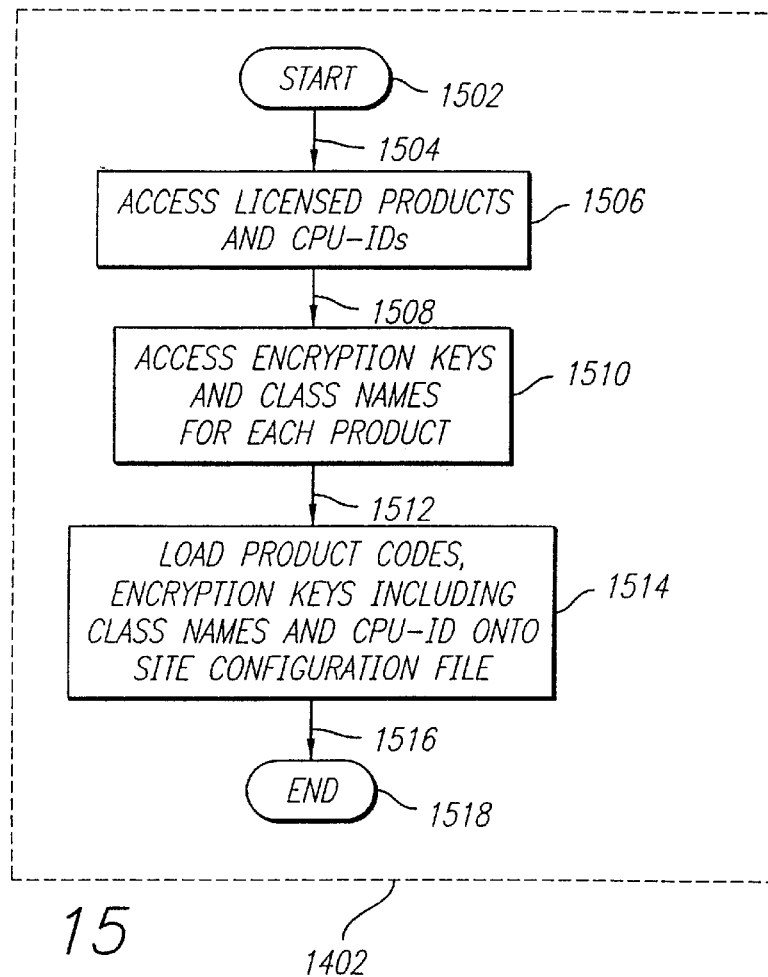 START
1502
1504
ACCESS LICENSED PRODUCTS
AND CPU-IDs
1506
1508
ACCESS ENCRYPTION KEYS
AND CLASS NAMES
FOR EACH PRODUCT
1510
1512
LOAD PRODUCT CODES,
ENCRYPTION KEYS INCLUDING
CLASS NAMES AND CPU-ID ONTO
SITE CONFIGURATION FILE
1514
1516
END
1518
15
1402